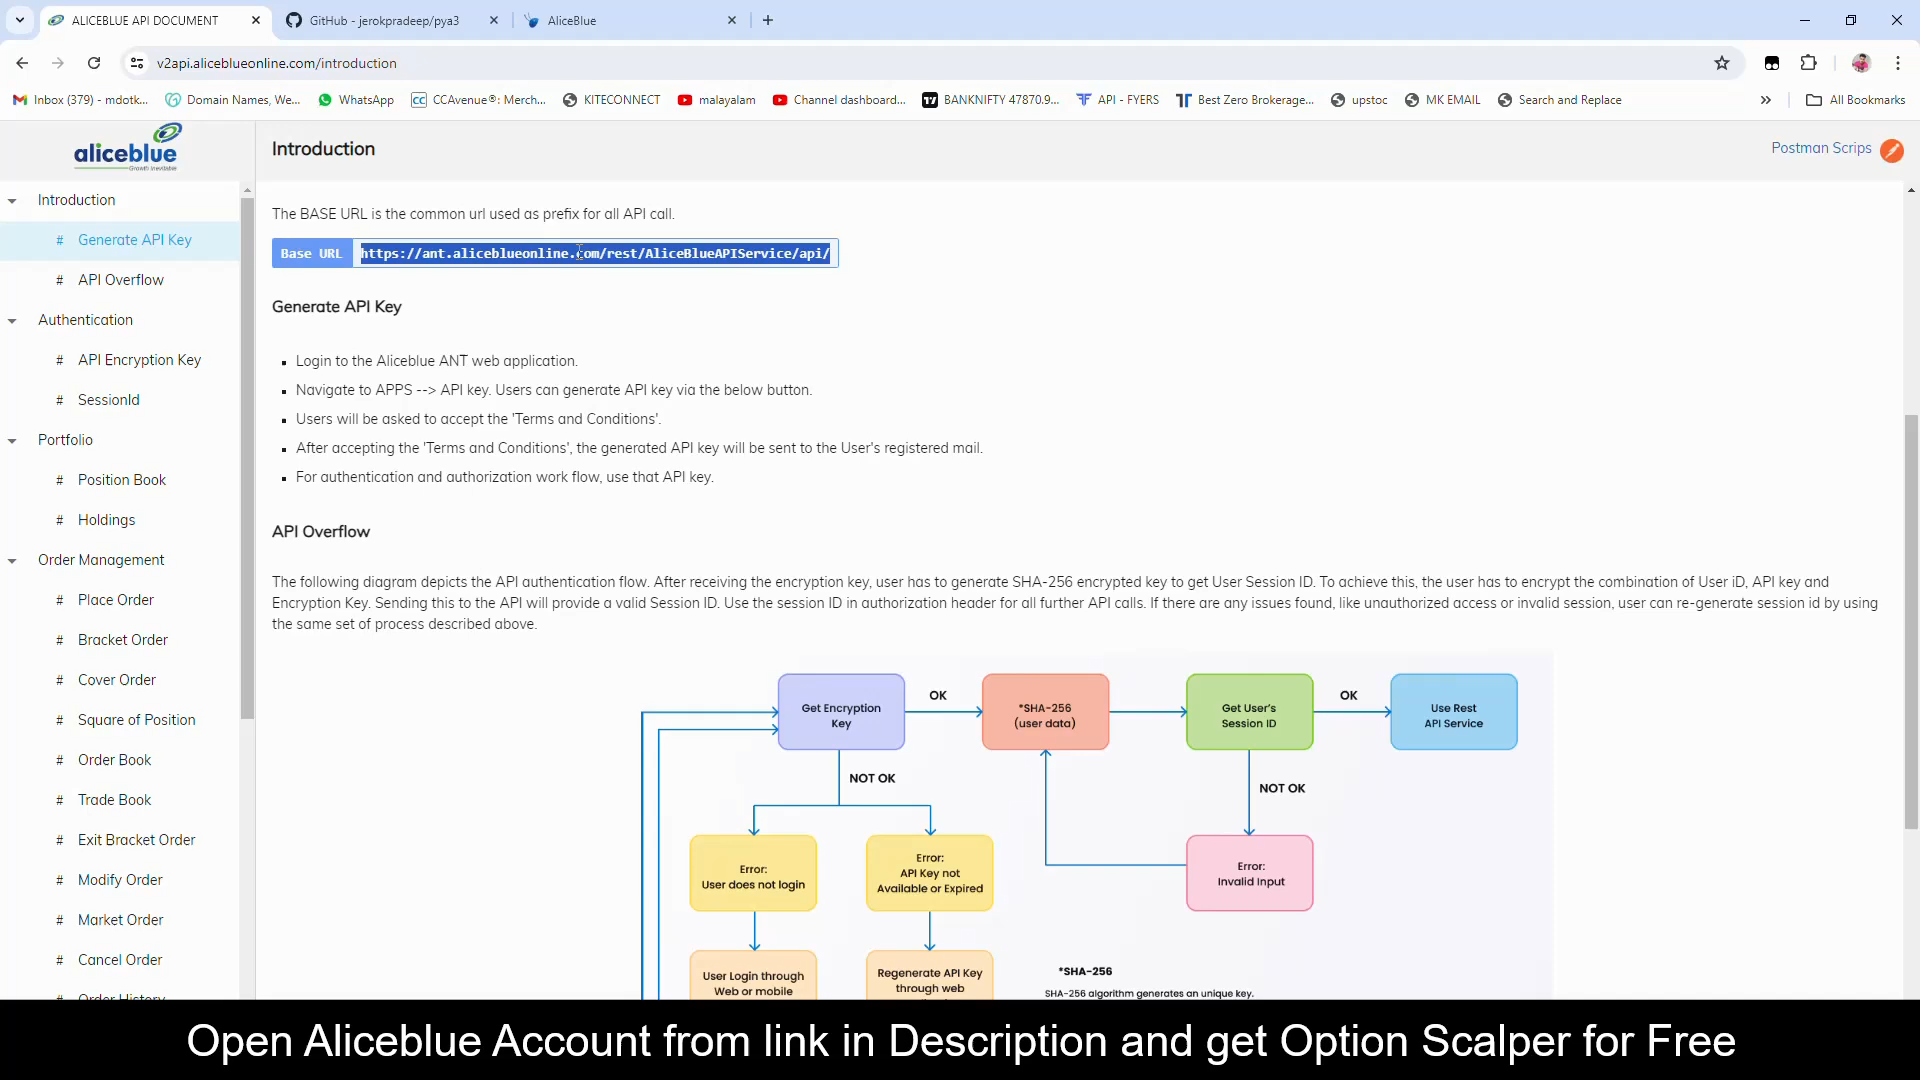 ALICEBLUE API DOCUMENT
GitHub - jerokpradeep/pya3
AliceBlue
v2api.aliceblueonline.com/introduction
Inbox (379) - mdotk...
Domain Names, We...
WhatsApp
CCAvenue®: Merch...
KITECONNECT
malayalam
Channel dashboard...
BANKNIFTY 47870.9...
API - FYERS
Best Zero Brokerage...
upstoc
MK EMAIL
Search and Replace
All Bookmarks
aliceblue
Growth Inevitable
Introduction
Postman Scrips
Introduction
# Generate API Key
# API Overflow
Authentication
# API Encryption Key
# SessionId
Portfolio
# Position Book
# Holdings
Order Management
# Place Order
# Bracket Order
# Cover Order
# Square of Position
# Order Book
# Trade Book
# Exit Bracket Order
# Modify Order
# Market Order
# Cancel Order
# Order History
The BASE URL is the common url used as prefix for all API call.
Base URL https://ant.aliceblueonline.com/rest/AliceBlueAPIService/api/
Generate API Key
Login to the Aliceblue ANT web application.
Navigate to APPS --> API key. Users can generate API key via the below button.
Users will be asked to accept the 'Terms and Conditions'.
After accepting the 'Terms and Conditions', the generated API key will be sent to the User's registered mail.
For authentication and authorization work flow, use that API key.
API Overflow
The following diagram depicts the API authentication flow. After receiving the encryption key, user has to generate SHA-256 encrypted key to get User Session ID. To achieve this, the user has to encrypt the combination of User iD, API key and
Encryption Key. Sending this to the API will provide a valid Session ID. Use the session ID in authorization header for all further API calls. If there are any issues found, like unauthorized access or invalid session, user can re-generate session id by using
the same set of process described above.
Get Encryption
Key
OK
*SHA-256
(user data)
Get User's
Session ID
OK
Use Rest
API Service
NOT OK
NOT OK
Error:
User does not login
Error:
API Key not
Available or Expired
Error:
Invalid Input
User Login through
Web or mobile
Regenerate API Key
through web
*SHA-256
SHA-256 algorithm generates an unique key.
Open Aliceblue Account from link in Description and get Option Scalper for Free